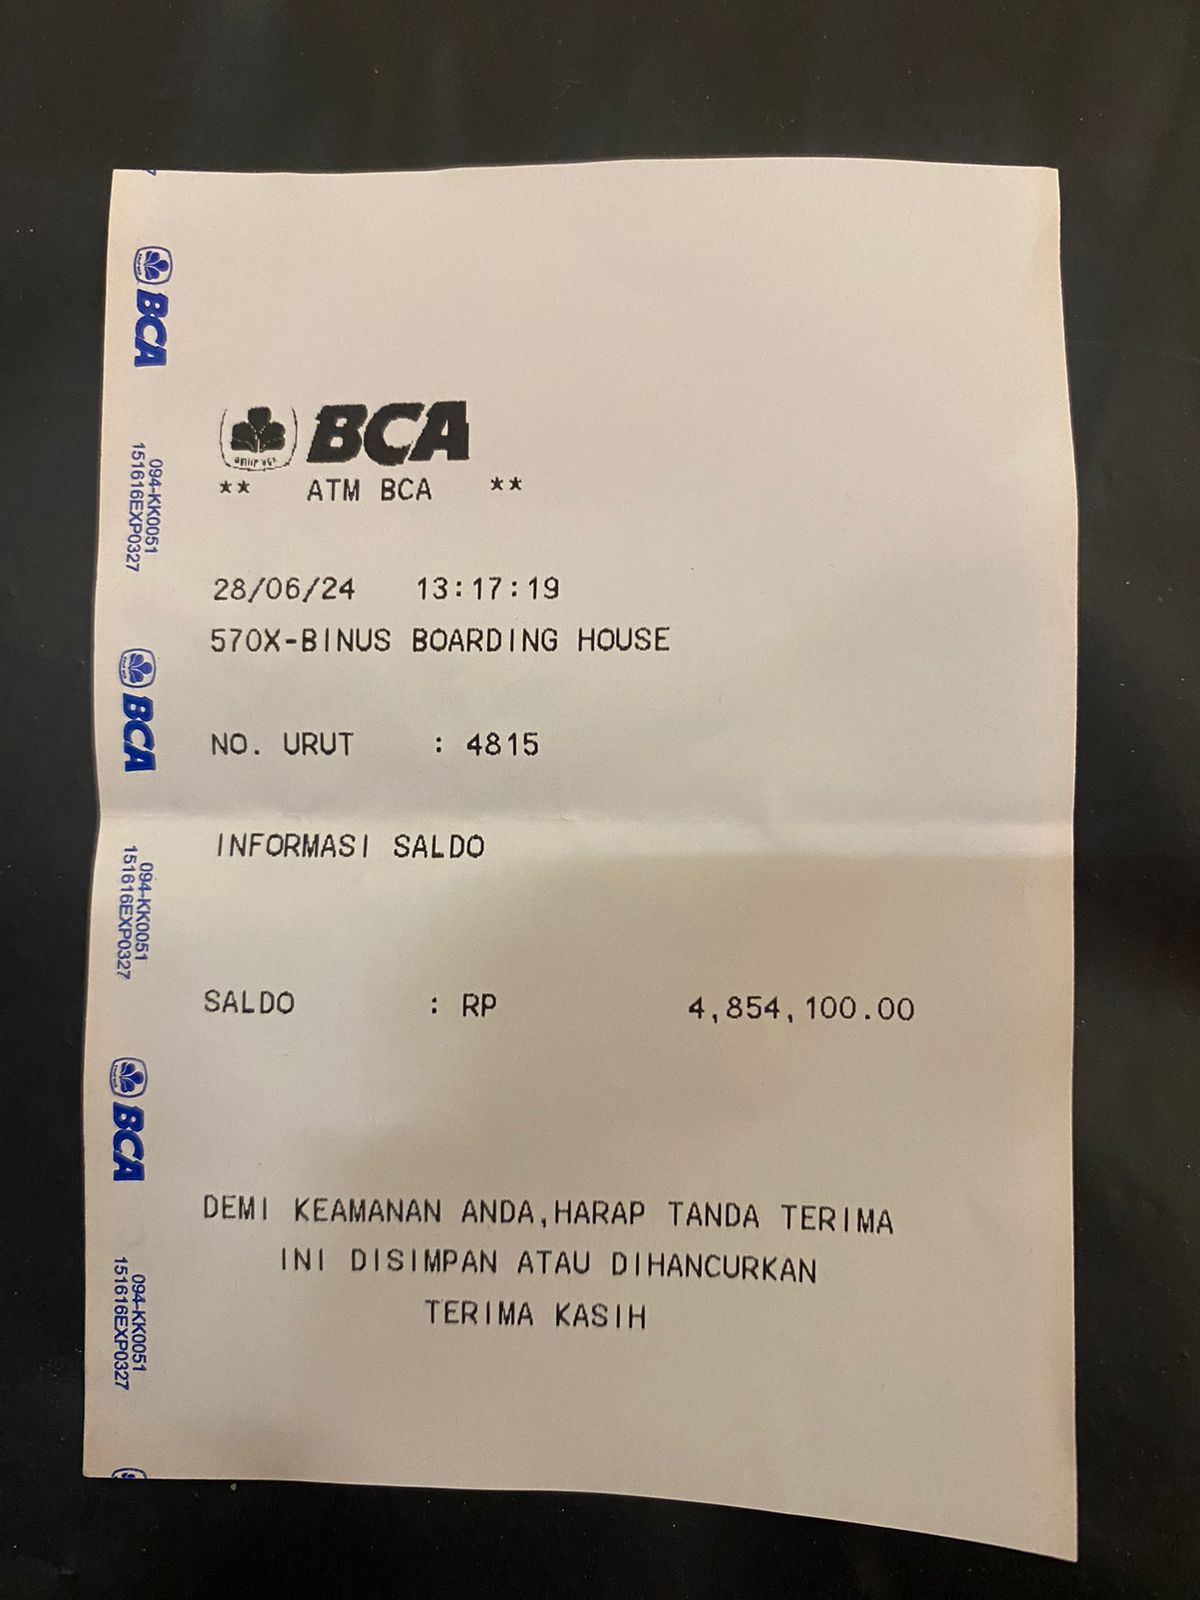 BCA
** ATM BCA **
28/06/24 13:17:19
570X-BINUS BOARDING HOUSE
NO. URUT : 4815
INFORMASI SALDO
SALDO : RP 4,854,100.00
DEMI KEAMANAN ANDA,HARAP TANDA TERIMA
INI DISIMPAN ATAU DIHANCURKAN
TERIMA KASIH
BCA
094-KK0051
151616EXP0327
BCA
094-KK0051
151616EXP0327
BCA
094-KK0051
151616EXP0327